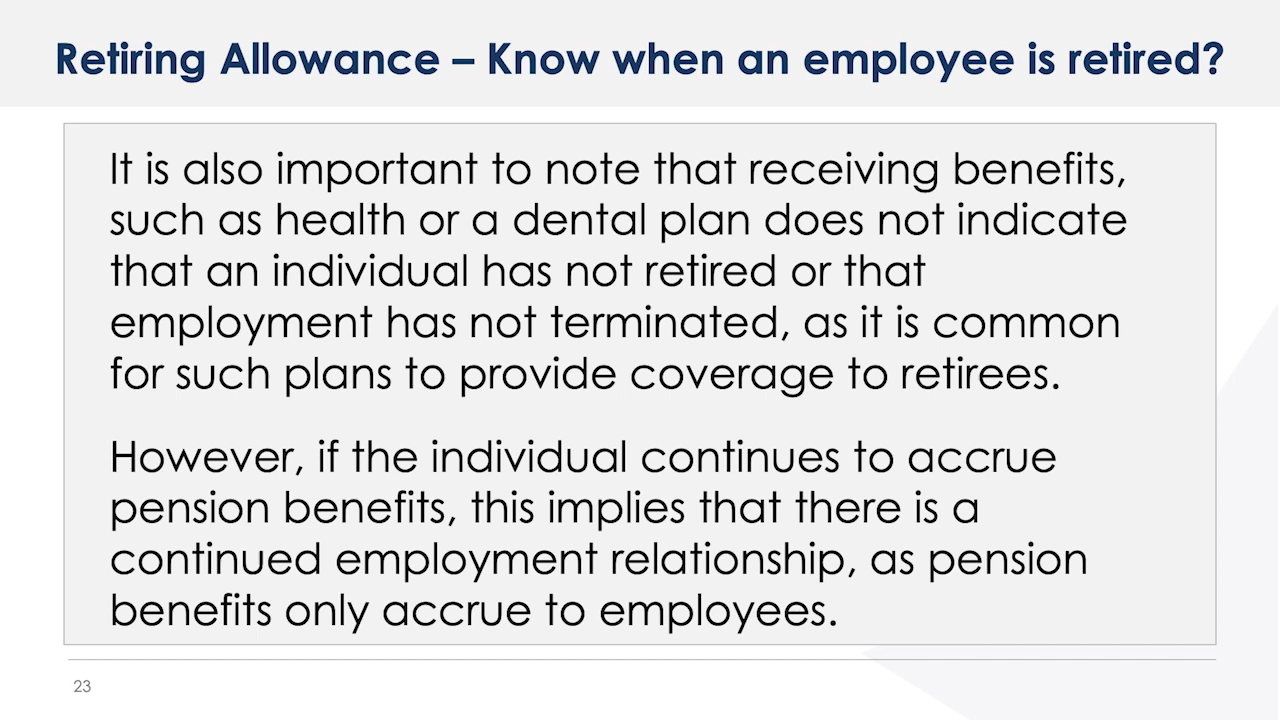 Retiring Allowance – Know when an employee is retired?
It is also important to note that receiving benefits,
such as health or a dental plan does not indicate
that an individual has not retired or that
employment has not terminated, as it is common
for such plans to provide coverage to retirees.
However, if the individual continues to accrue
pension benefits, this implies that there is a
continued employment relationship, as pension
benefits only accrue to employees.
23